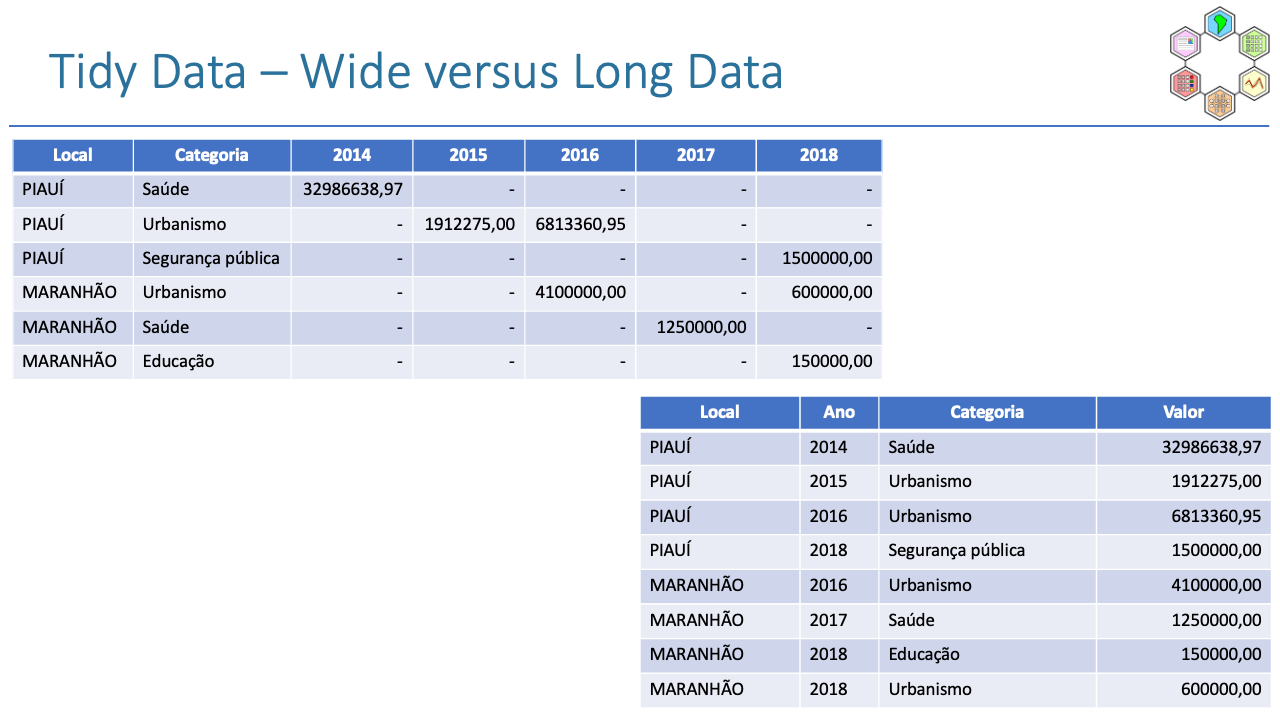 Tidy Data – Wide versus Long Data
Local Categoria 2014 2015 2016 2017 2018
PIAUÍ Saúde 32986638,97 - - - -
PIAUÍ Urbanismo - 1912275,00 6813360,95 - -
PIAUÍ Segurança pública - - - - 1500000,00
MARANHÃO Urbanismo - - 4100000,00 - 600000,00
MARANHÃO Saúde - - - 1250000,00 -
MARANHÃO Educação - - - - 150000,00
Local Ano Categoria Valor
PIAUÍ 2014 Saúde 32986638,97
PIAUÍ 2015 Urbanismo 1912275,00
PIAUÍ 2016 Urbanismo 6813360,95
PIAUÍ 2018 Segurança pública 1500000,00
MARANHÃO 2016 Urbanismo 4100000,00
MARANHÃO 2017 Saúde 1250000,00
MARANHÃO 2018 Educação 150000,00
MARANHÃO 2018 Urbanismo 600000,00